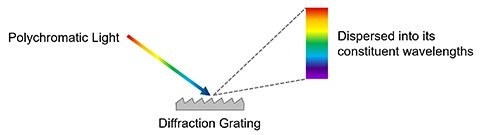 Polychromatic Light
Dispersed into its
constituent wavelengths
Diffraction Grating